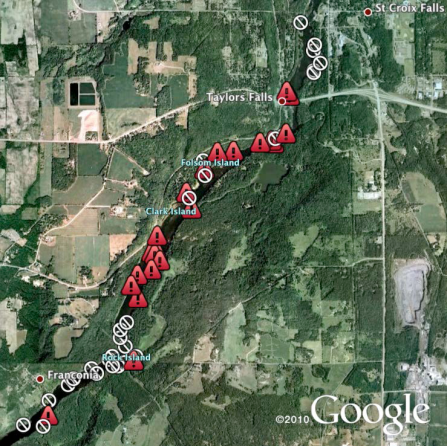 St Croix Falls
Taylors Falls
Folsom Island
Clark Island
Rock Island
Franconia
©2010 Google